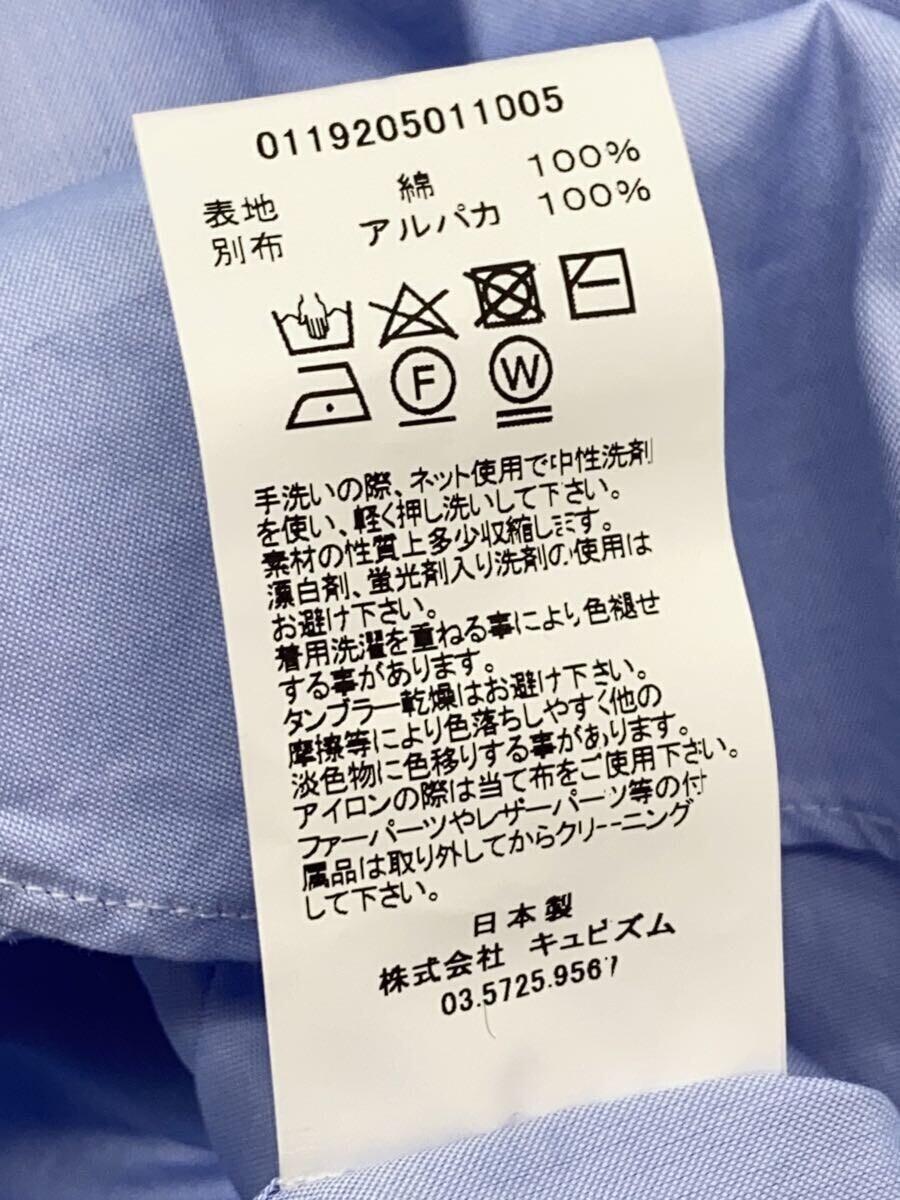 0119205011005
表地 綿 100%
別布 アルパカ 100%
F W
手洗いの際、ネット使用で中性洗剤
を使い、軽く押し洗いして下さい。
素材の性質上多少収縮します。
漂白剤、蛍光剤入り洗剤の使用は
お避け下さい。
着用洗濯を重ねる事により色褪せ
する事があります。
タンブラー乾燥はお避け下さい。
摩擦等により色落ちしやすく他の
淡色物に色移りする事があります。
アイロンの際は当て布をご使用下さい。
ファーパーツやレザーパーツ等の付
属品は取り外してからクリーニング
して下さい。
日本製
株式会社 キュビズム
03.5725.9567